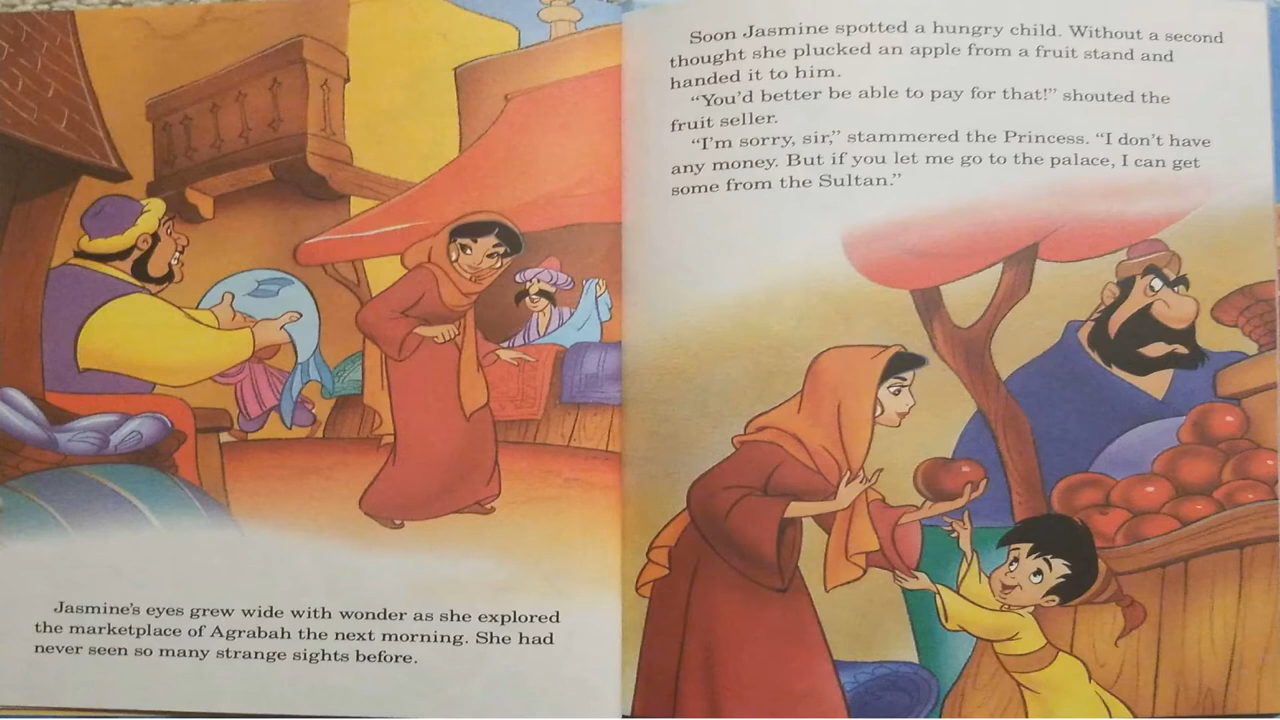 Jasmine's eyes grew wide with wonder as she explored
the marketplace of Agrabah the next morning. She had
never seen so many strange sights before.
Soon Jasmine spotted a hungry child. Without a second
thought she plucked an apple from a fruit stand and
handed it to him.
“You'd better be able to pay for that!” shouted the
fruit seller.
“I'm sorry, sir,” stammered the Princess. “I don't have
any money. But if you let me go to the palace, I can get
some from the Sultan.”